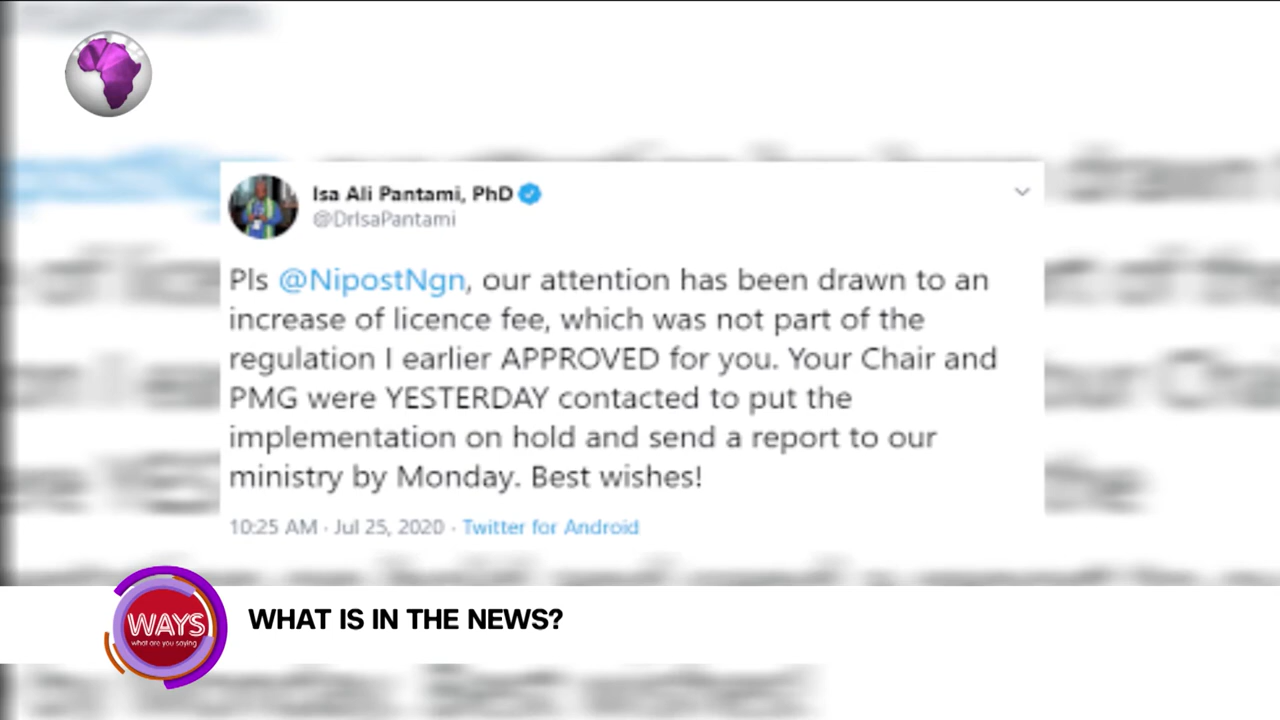 Isa Ali Pantami, PhD
@DrIsaPantami
Pls @NipostNgn, our attention has been drawn to an
increase of licence fee, which was not part of the
regulation I earlier APPROVED for you. Your Chair and
PMG were YESTERDAY contacted to put the
implementation on hold and send a report to our
ministry by Monday. Best wishes!
10:25 AM · Jul 25, 2020 · Twitter for Android
WAYS
what are you saying
WHAT IS IN THE NEWS?